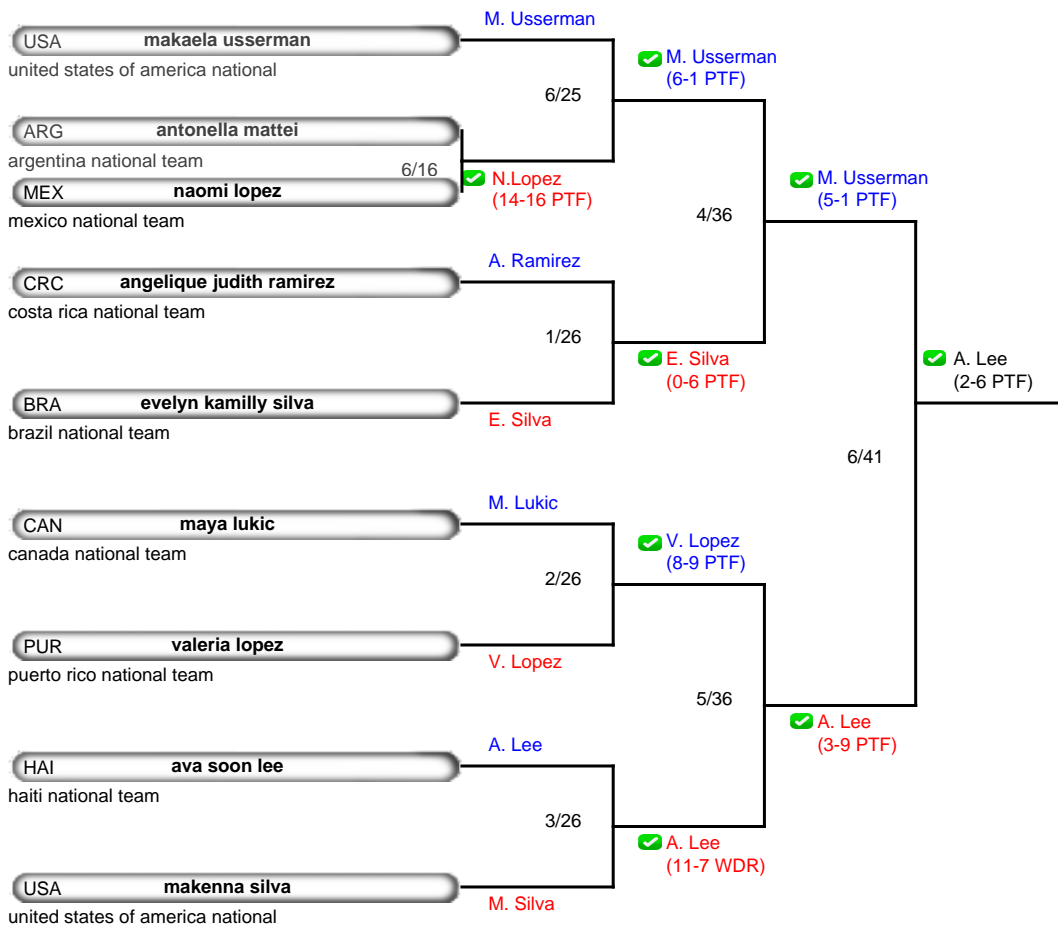 M. Usserman
USA makaela usserman
united states of america national
M. Usserman
(6-1 PTF)
6/25
ARG antonella mattei
argentina national team
6/16
N.Lopez
(14-16 PTF)
MEX naomi lopez
mexico national team
M. Usserman
(5-1 PTF)
4/36
A. Ramirez
CRC angelique judith ramirez
costa rica national team
1/26
E. Silva
(0-6 PTF)
A. Lee
(2-6 PTF)
BRA evelyn kamilly silva
brazil national team
E. Silva
6/41
M. Lukic
CAN maya lukic
canada national team
V. Lopez
(8-9 PTF)
2/26
PUR valeria lopez
puerto rico national team
V. Lopez
5/36
A. Lee
(3-9 PTF)
A. Lee
HAI ava soon lee
haiti national team
3/26
A. Lee
(11-7 WDR)
USA makenna silva
united states of america national
M. Silva